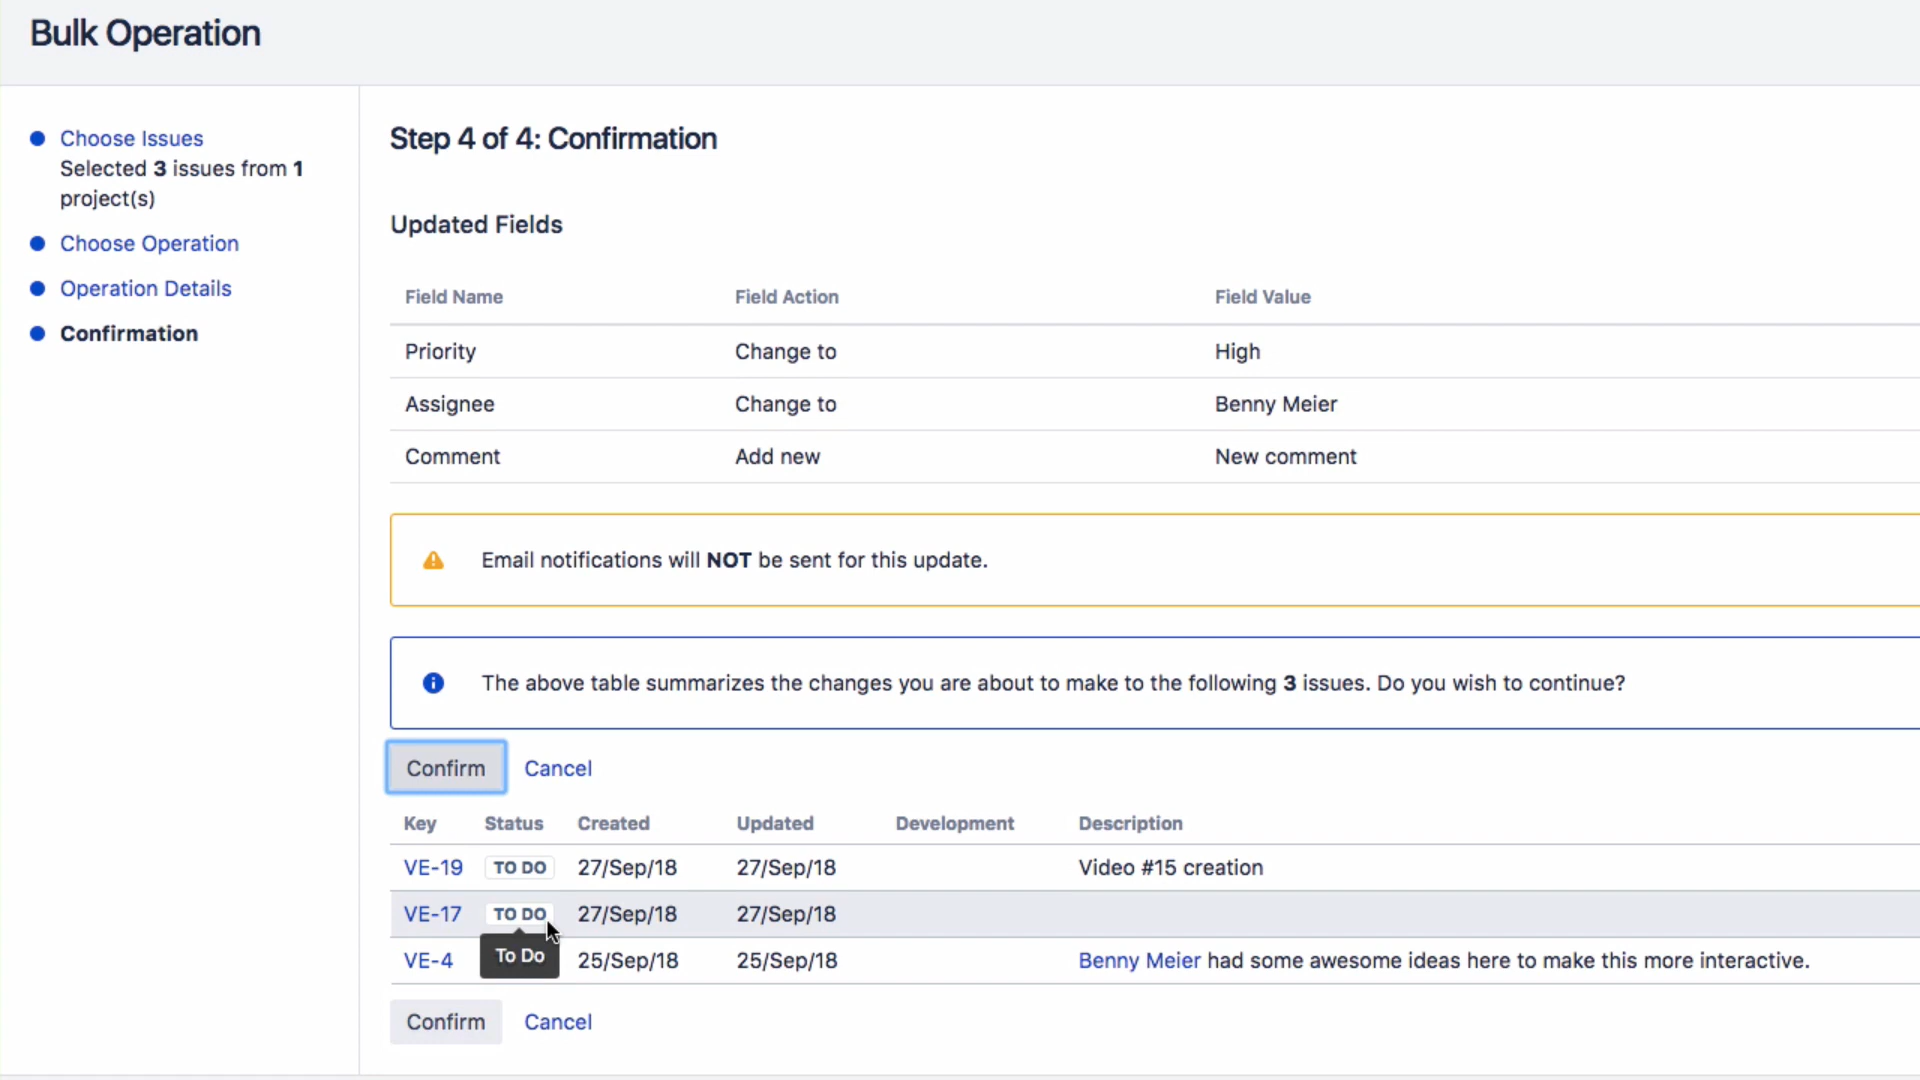 Bulk Operation
Choose Issues
Selected 3 issues from 1
project(s)
Choose Operation
Operation Details
Confirmation
Step 4 of 4: Confirmation
Updated Fields
Field Name Field Action Field Value
Priority Change to High
Assignee Change to Benny Meier
Comment Add new New comment
Email notifications will NOT be sent for this update.
The above table summarizes the changes you are about to make to the following 3 issues. Do you wish to continue?
Confirm Cancel
Key Status Created Updated Development Description
VE-19 TO DO 27/Sep/18 27/Sep/18 Video #15 creation
VE-17 TO DO 27/Sep/18 27/Sep/18
VE-4 To Do 25/Sep/18 25/Sep/18 Benny Meier had some awesome ideas here to make this more interactive.
Confirm Cancel